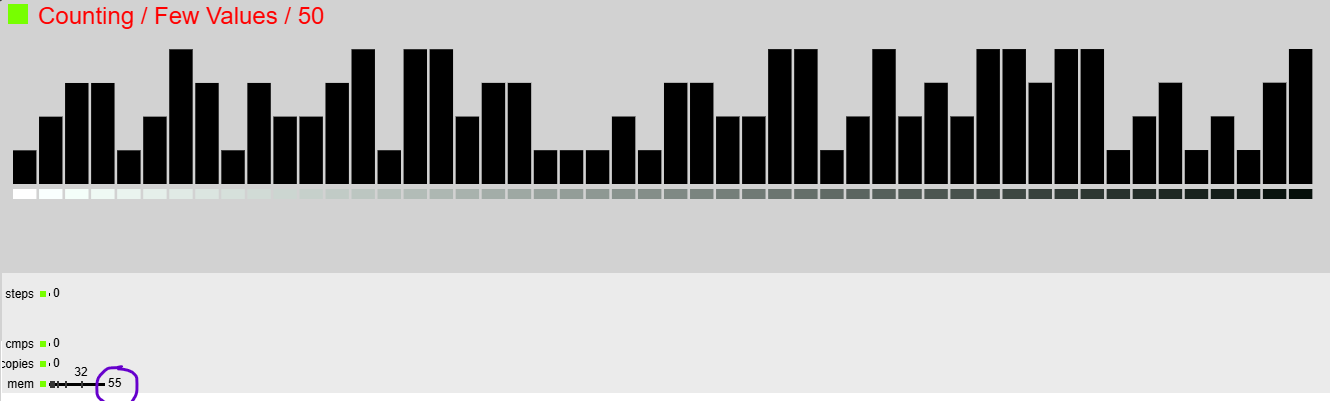 Counting / Few Values / 50
steps 0
cmps 0
copies 0
32
mem 55